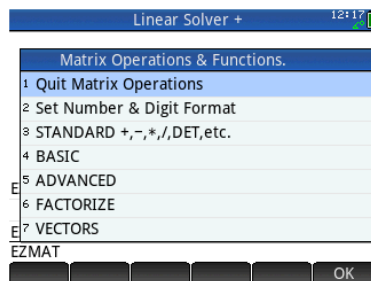 Linear Solver +
12:17
Matrix Operations & Functions.
1 Quit Matrix Operations
2 Set Number & Digit Format
3 STANDARD +,-,*,/,DET,etc.
4 BASIC
5 ADVANCED
E
6 FACTORIZE
7 VECTORS
E
EZMAT
OK